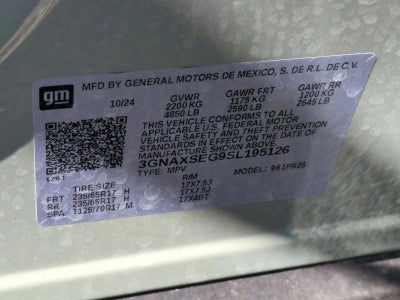 gm
MFD BY GENERAL MOTORS DE MEXICO, S. DE R.L. DE C.V.
10/24 GVWR GAWR FRT GAWR RR
2200 KG 1175 KG 1200 KG
4850 LB 2590 LB 2645 LB
THIS VEHICLE CONFORMS TO ALL
APPLICABLE U.S. FEDERAL MOTOR
VEHICLE SAFETY AND THEFT PREVENTION
STANDARDS IN EFFECT ON THE DATE OF
MANUFACTURE SHOWN ABOVE.
3GNAXSEG9SL195126
TYPE: MPV MODEL: 961PR26
TIRE SIZE RIM
FRT 235/65R17 H 17X7.5J
RR 235/65R17 H 17X7.5J
SPA T125/70R17 M 17X4BT